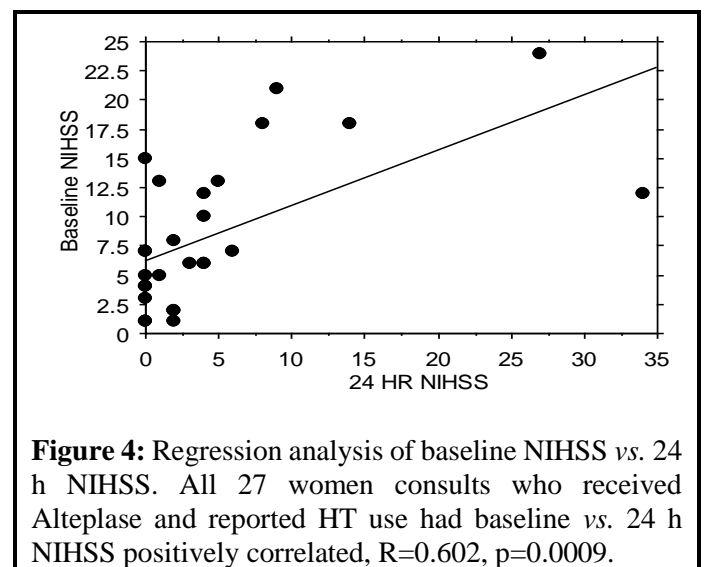 25
22.5
20
17.5
15
12.5
10
7.5
5
2.5
0
Baseline NIHSS
0 5 10 15 20 25 30 35
24 HR NIHSS
Figure 4: Regression analysis of baseline NIHSS vs. 24
h NIHSS. All 27 women consults who received
Alteplase and reported HT use had baseline vs. 24 h
NIHSS positively correlated, R=0.602, p=0.0009.